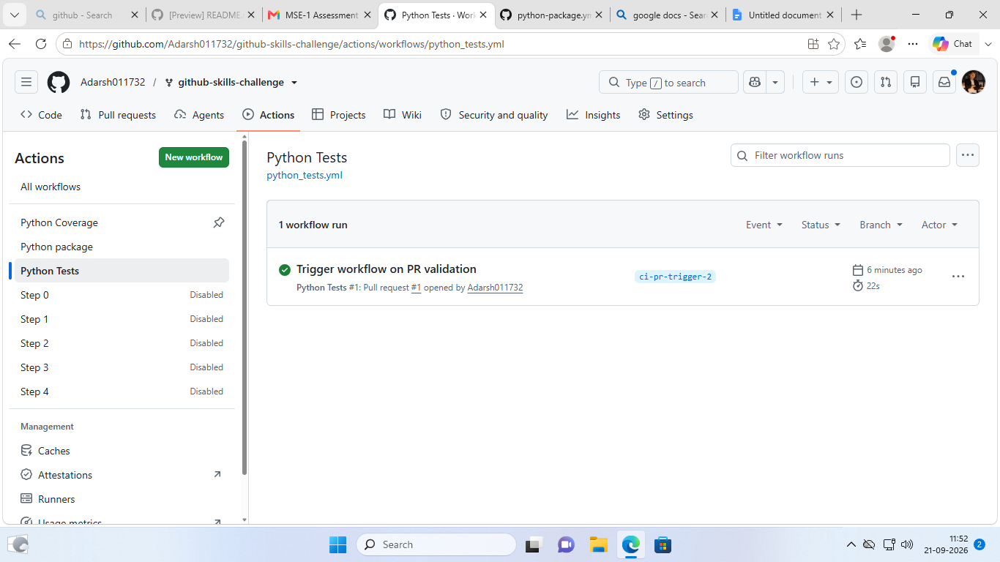 github - Search
[Preview] README.
MSE-1 Assessment
Python Tests · Work
python-package.ym
google docs - Sear
Untitled document
https://github.com/Adarsh011732/github-skills-challenge/actions/workflows/python_tests.yml
Chat
Adarsh011732 / github-skills-challenge
Type / to search
Code
Pull requests
Agents
Actions
Projects
Wiki
Security and quality
Insights
Settings
Actions
New workflow
All workflows
Python Coverage
Python package
Python Tests
Step 0 Disabled
Step 1 Disabled
Step 2 Disabled
Step 3 Disabled
Step 4 Disabled
Management
Caches
Attestations
Runners
Usage metrics
Python Tests
python_tests.yml
Filter workflow runs
1 workflow run
Event
Status
Branch
Actor
Trigger workflow on PR validation
Python Tests #1: Pull request #1 opened by Adarsh011732
ci-pr-trigger-2
6 minutes ago
22s
Search
11:52
21-09-2026
2